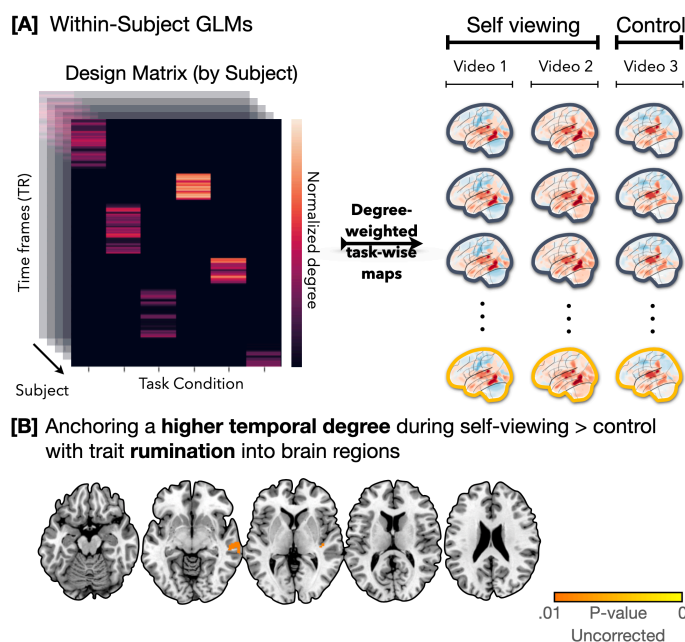 [A] Within-Subject GLMs
Self viewing
Control
Design Matrix (by Subject)
Video 1
Video 2
Video 3
Time frames (TR)
Normalized degree
Degree-
weighted
task-wise
maps
Subject
Task Condition
[B] Anchoring a higher temporal degree during self-viewing > control
with trait rumination into brain regions
.01 P-value 0
Uncorrected